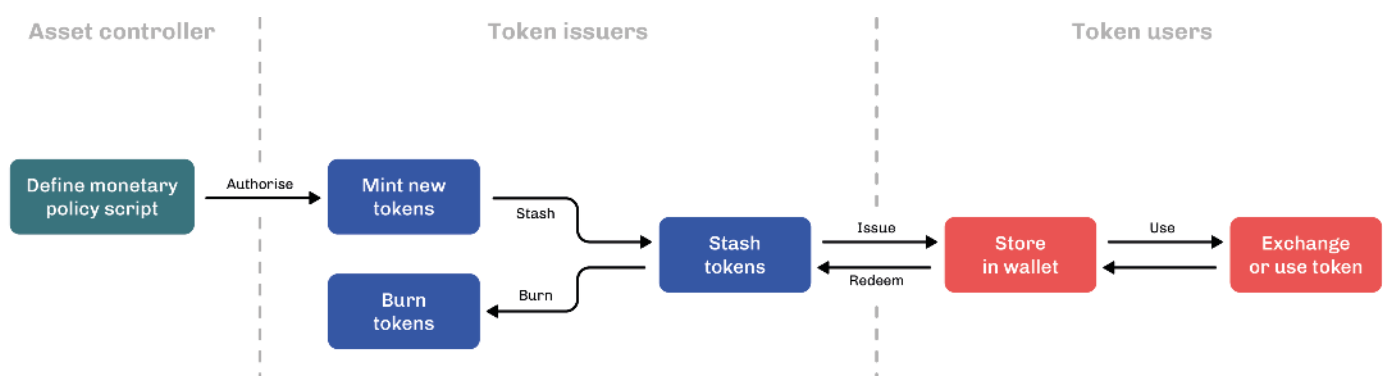 Asset controller
Token issuers
Token users
Define monetary
policy script
Authorise
Mint new
tokens
Stash
Burn
tokens
Burn
Stash
tokens
Issue
Redeem
Store
in wallet
Use
Exchange
or use token